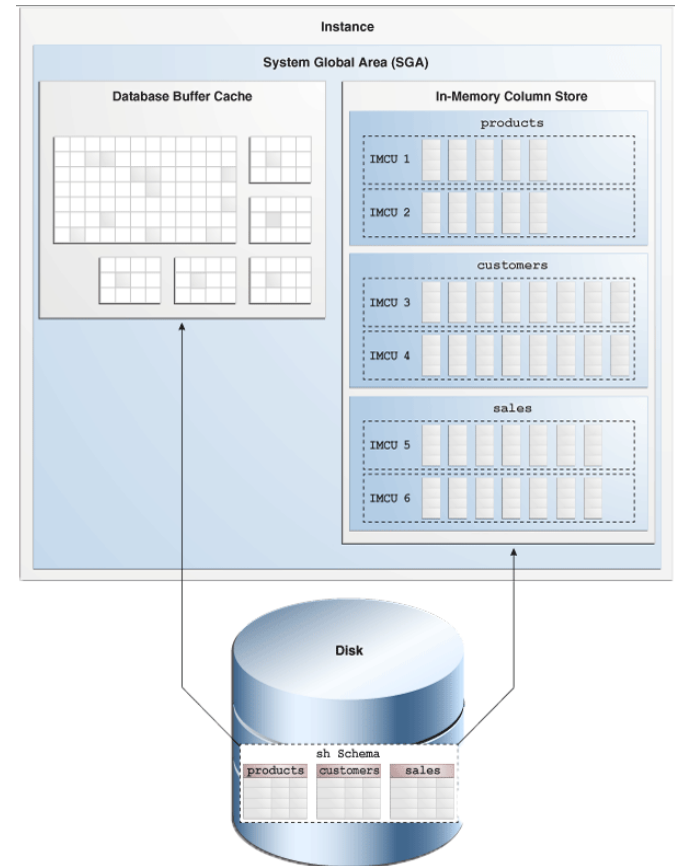 Instance
System Global Area (SGA)
Database Buffer Cache
In-Memory Column Store
products
IMCU 1
IMCU 2
customers
IMCU 3
IMCU 4
sales
IMCU 5
IMCU 6
Disk
sh Schema
products customers sales